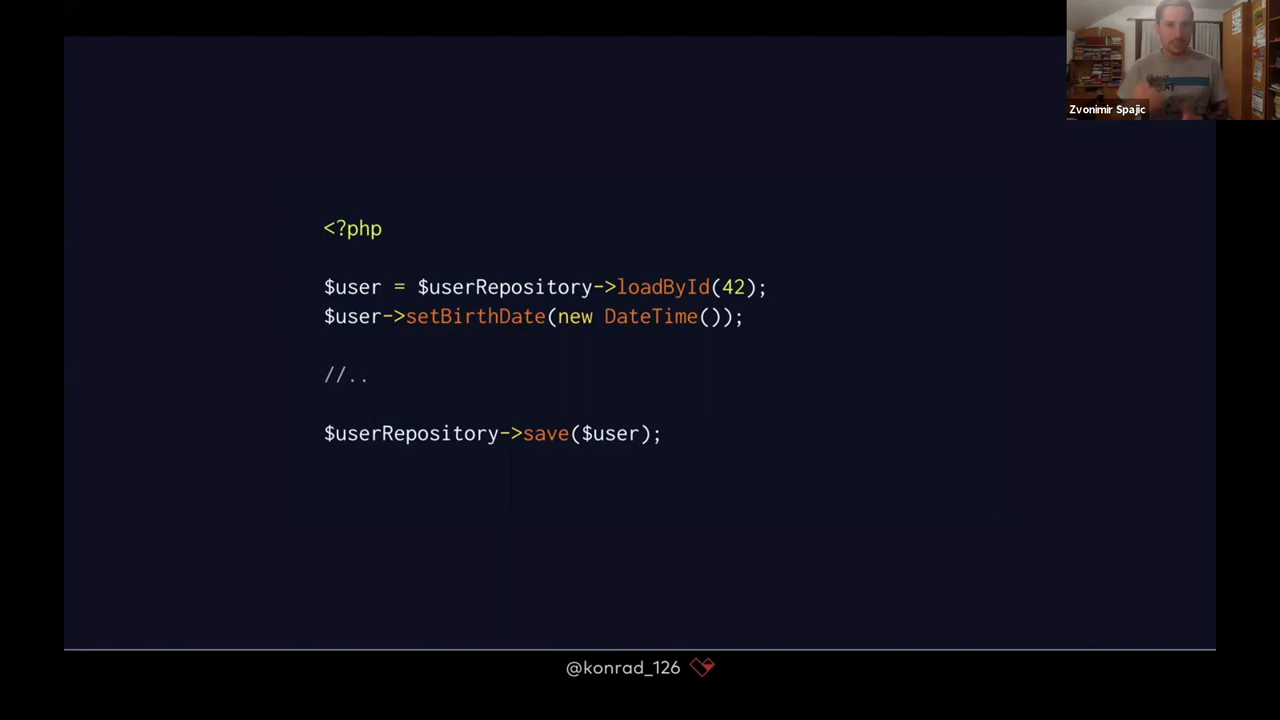 Zvonimir Spajic
<?php
$user = $userRepository->loadById(42);
$user->setBirthDate(new DateTime());
//..
$userRepository->save($user);
@konrad_126